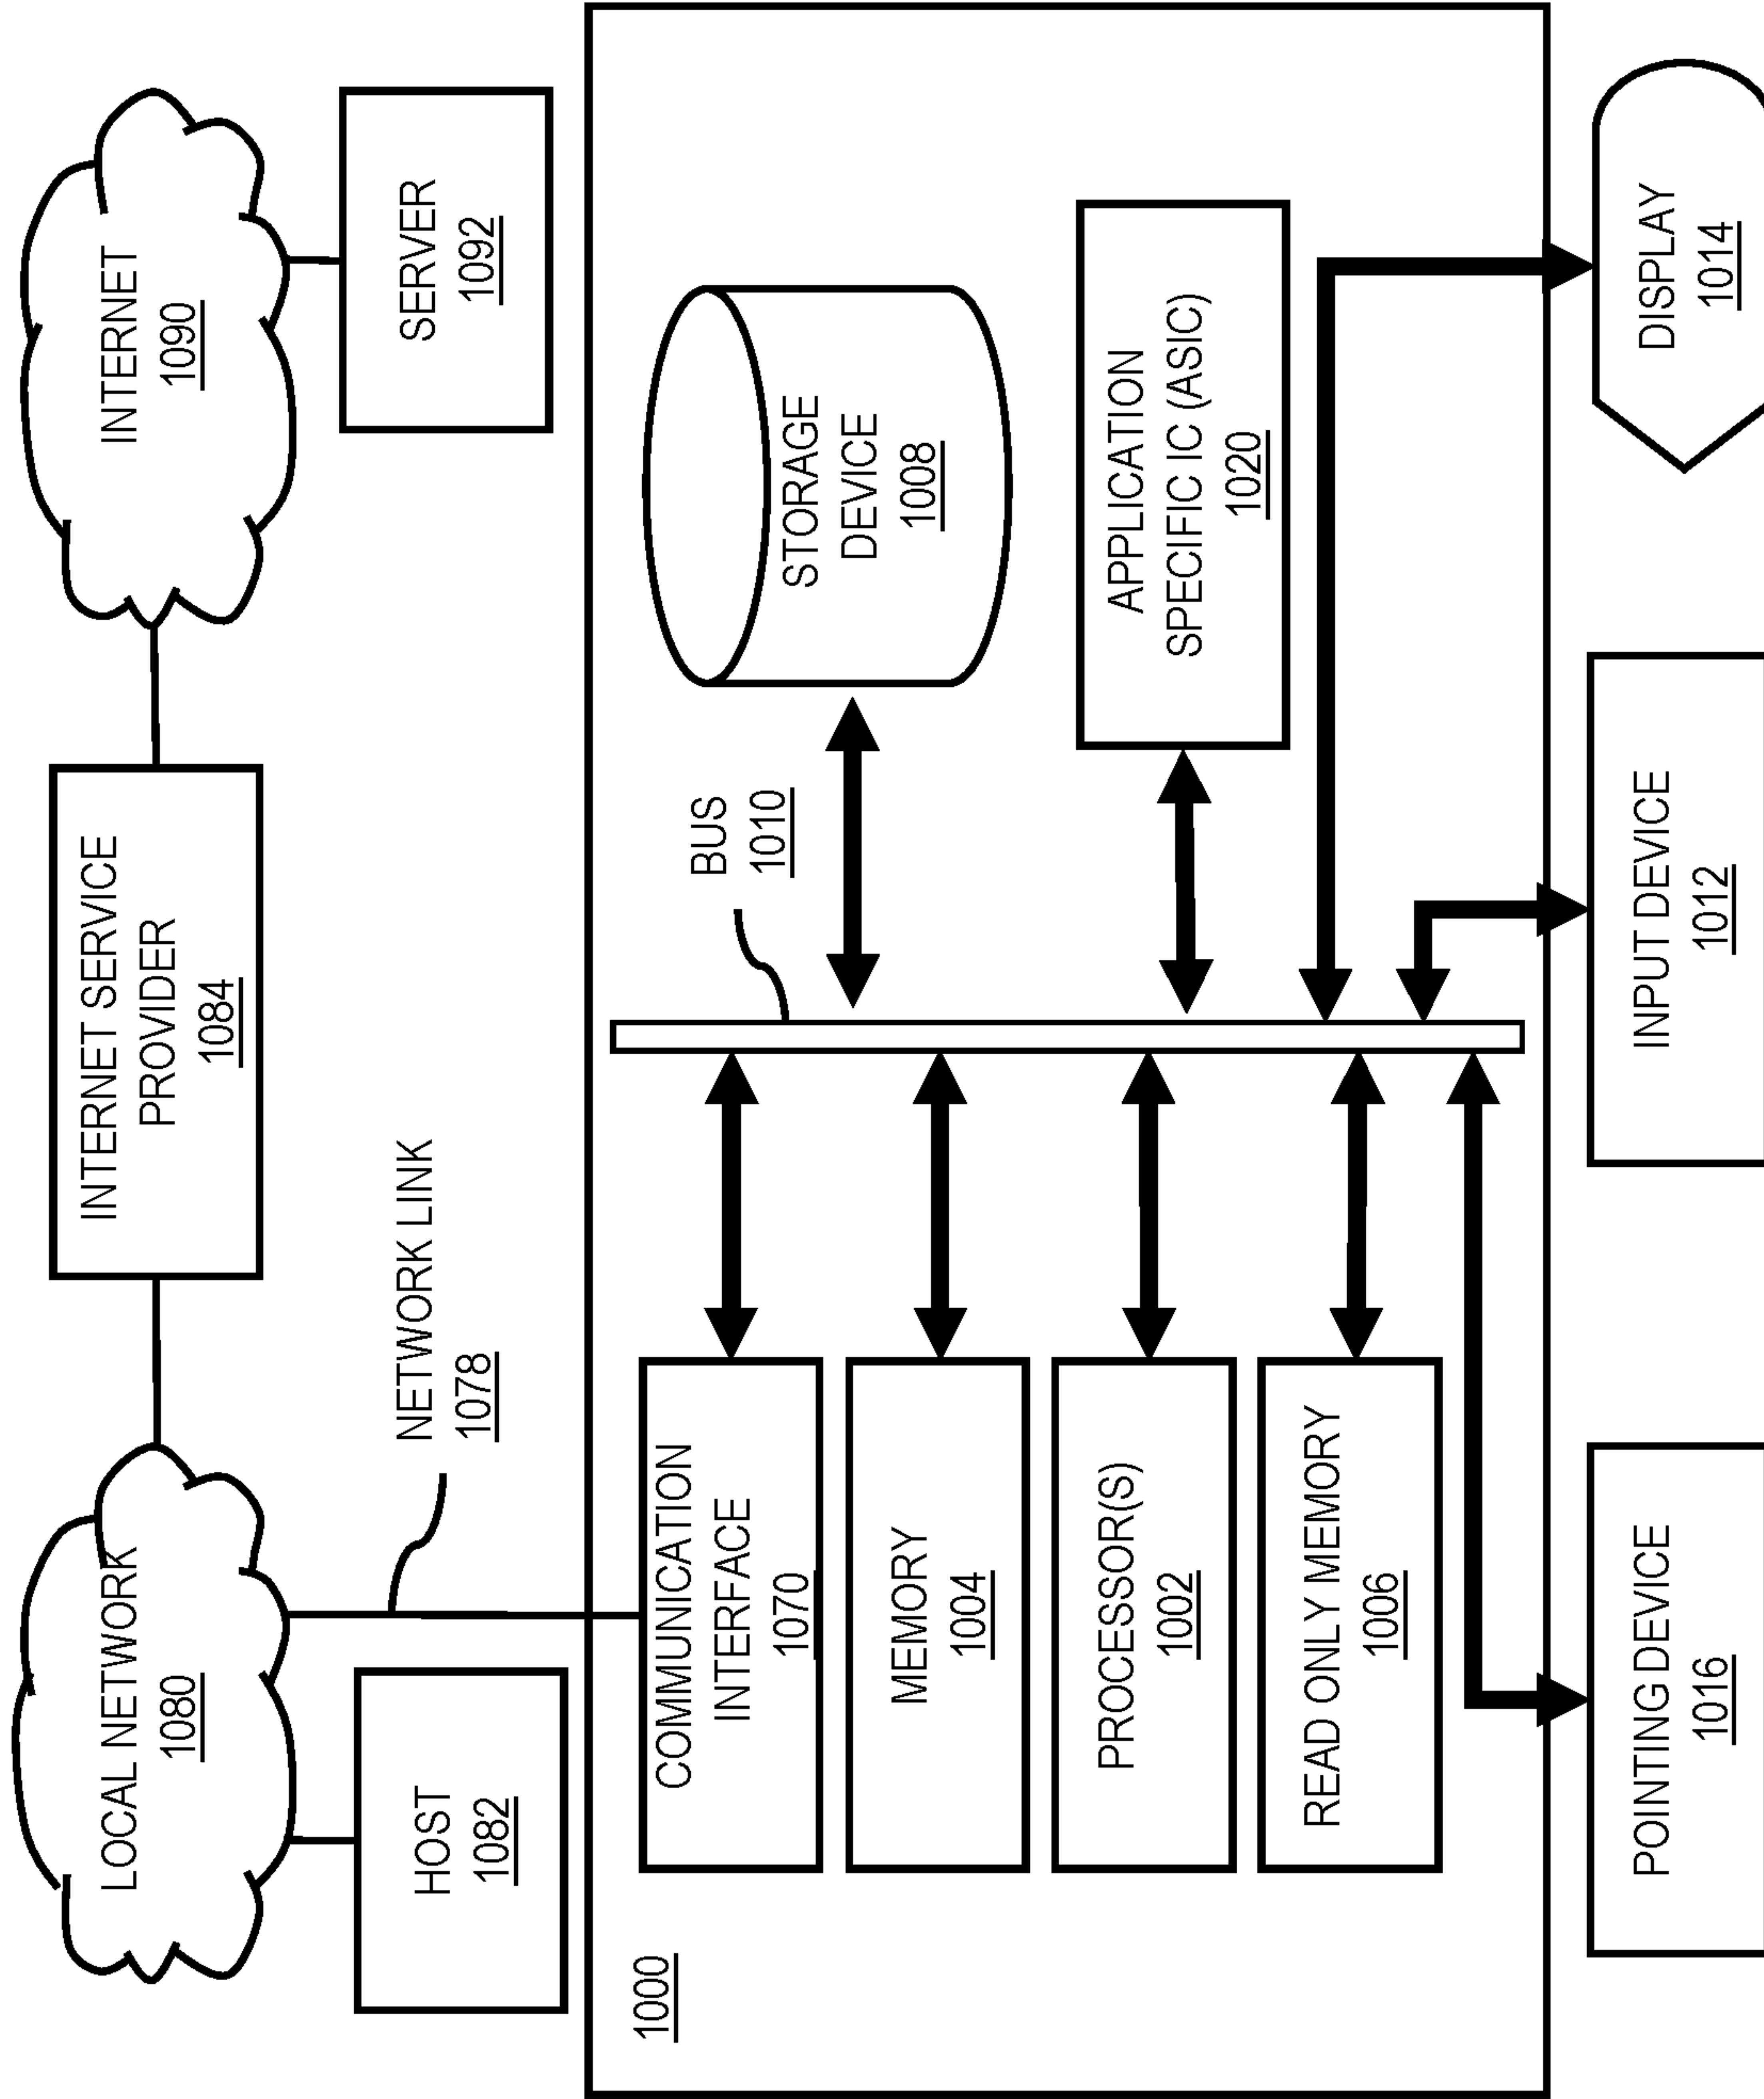 LOCAL NETWORK
1080
INTERNET SERVICE
PROVIDER
1084
INTERNET
1090
HOST
1082
NETWORK LINK
1078
SERVER
1092
1000
COMMUNICATION
INTERFACE
1070
BUS
1010
STORAGE
DEVICE
1008
MEMORY
1004
PROCESSOR(S)
1002
APPLICATION
SPECIFIC IC (ASIC)
1020
READ ONLY MEMORY
1006
POINTING DEVICE
1016
INPUT DEVICE
1012
DISPLAY
1014